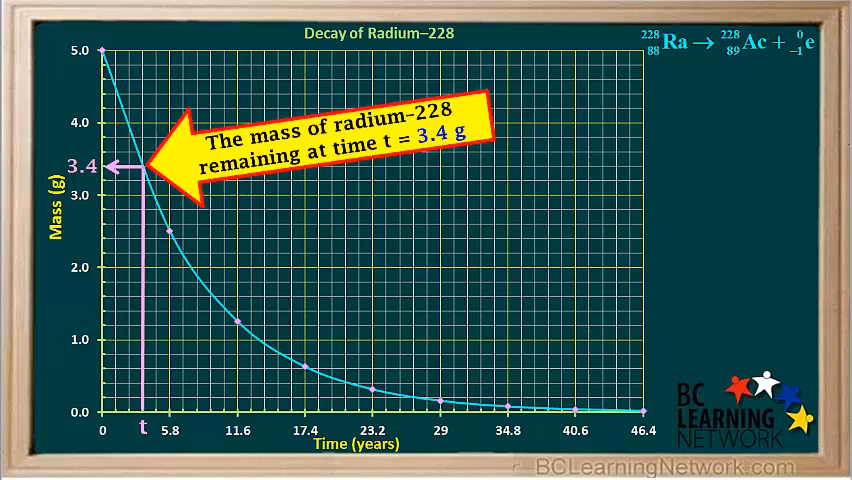 Decay of Radium–228
²²⁸₈₈Ra → ²²⁸₈₉Ac + ⁰₋₁e
5.0
4.0
3.4
3.0
2.0
1.0
0.0
Mass (g)
The mass of radium–228
remaining at time t = 3.4 g
0 t 5.8 11.6 17.4 23.2 29 34.8 40.6 46.4
Time (years)
BC
LEARNING
NETWORK
BCLearningNetwork.com